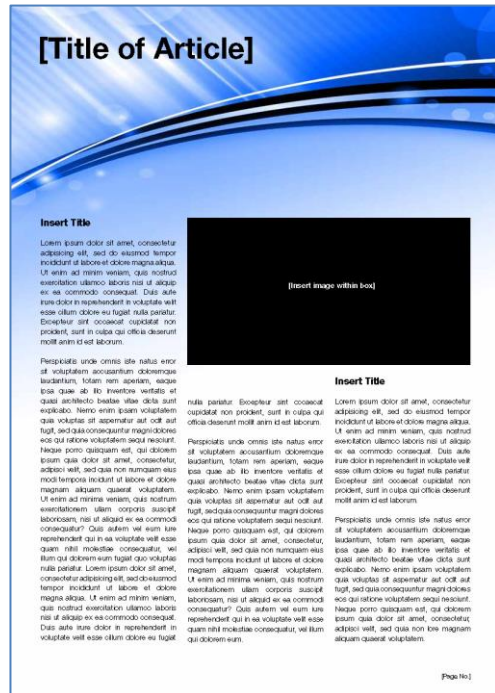 [Title of Article]
Insert Title
Lorem ipsum dolor sit amet, consectetur
adipisicing elit, sed do eiusmod tempor
incididunt ut labore et dolore magna aliqua.
Ut enim ad minim veniam, quis nostrud
exercitation ullamco laboris nisi ut aliquip
ex ea commodo consequat. Duis aute
irure dolor in reprehenderit in voluptate velit
esse cillum dolore eu fugiat nulla pariatur.
Excepteur sint occaecat cupidatat non
proident, sunt in culpa qui officia deserunt
mollit anim id est laborum.
Perspiciatis unde omnis iste natus error
sit voluptatem accusantium doloremque
laudantium, totam rem aperiam, eaque
ipsa quae ab illo inventore veritatis et
quasi architecto beatae vitae dicta sunt
explicabo. Nemo enim ipsam voluptatem
quia voluptas sit aspernatur aut odit aut
fugit, sed quia consequuntur magni dolores
eos qui ratione voluptatem sequi nesciunt.
Neque porro quisquam est, qui dolorem
ipsum quia dolor sit amet, consectetur,
adipisci velit, sed quia non numquam eius
modi tempora incidunt ut labore et dolore
magnam aliquam quaerat voluptatem.
Ut enim ad minima veniam, quis nostrum
exercitationem ullam corporis suscipit
laboriosam, nisi ut aliquid ex ea commodi
consequatur? Quis autem vel eum iure
reprehenderit qui in ea voluptate velit esse
quam nihil molestiae consequatur, vel
illum qui dolorem eum fugiat quo voluptas
nulla pariatur. Lorem ipsum dolor sit amet,
consectetur adipisicing elit, sed do eiusmod
tempor incididunt ut labore et dolore
magna aliqua. Ut enim ad minim veniam,
quis nostrud exercitation ullamco laboris
nisi ut aliquip ex ea commodo consequat.
Duis aute irure dolor in reprehenderit in
voluptate velit esse cillum dolore eu fugiat
[Insert image within box]
nulla pariatur. Excepteur sint occaecat
cupidatat non proident, sunt in culpa qui
officia deserunt mollit anim id est laborum.
Perspiciatis unde omnis iste natus error
sit voluptatem accusantium doloremque
laudantium, totam rem aperiam, eaque
ipsa quae ab illo inventore veritatis et
quasi architecto beatae vitae dicta sunt
explicabo. Nemo enim ipsam voluptatem
quia voluptas sit aspernatur aut odit aut
fugit, sed quia consequuntur magni dolores
eos qui ratione voluptatem sequi nesciunt.
Neque porro quisquam est, qui dolorem
ipsum quia dolor sit amet, consectetur,
adipisci velit, sed quia non numquam eius
modi tempora incidunt ut labore et dolore
magnam aliquam quaerat voluptatem.
Ut enim ad minima veniam, quis nostrum
exercitationem ullam corporis suscipit
laboriosam, nisi ut aliquid ex ea commodi
consequatur? Quis autem vel eum iure
reprehenderit qui in ea voluptate velit esse
quam nihil molestiae consequatur, vel illum
qui dolorem eum.
Insert Title
Lorem ipsum dolor sit amet, consectetur
adipisicing elit, sed do eiusmod tempor
incididunt ut labore et dolore magna aliqua.
Ut enim ad minim veniam, quis nostrud
exercitation ullamco laboris nisi ut aliquip
ex ea commodo consequat. Duis aute
irure dolor in reprehenderit in voluptate velit
esse cillum dolore eu fugiat nulla pariatur.
Excepteur sint occaecat cupidatat non
proident, sunt in culpa qui officia deserunt
mollit anim id est laborum.
Perspiciatis unde omnis iste natus error
sit voluptatem accusantium doloremque
laudantium, totam rem aperiam, eaque
ipsa quae ab illo inventore veritatis et
quasi architecto beatae vitae dicta sunt
explicabo. Nemo enim ipsam voluptatem
quia voluptas sit aspernatur aut odit aut
fugit, sed quia consequuntur magni dolores
eos qui ratione voluptatem sequi nesciunt.
Neque porro quisquam est, qui dolorem
ipsum quia dolor sit amet, consectetur,
adipisci velit, sed quia non lore magnam
aliquam quaerat voluptatem.
[Page No.]